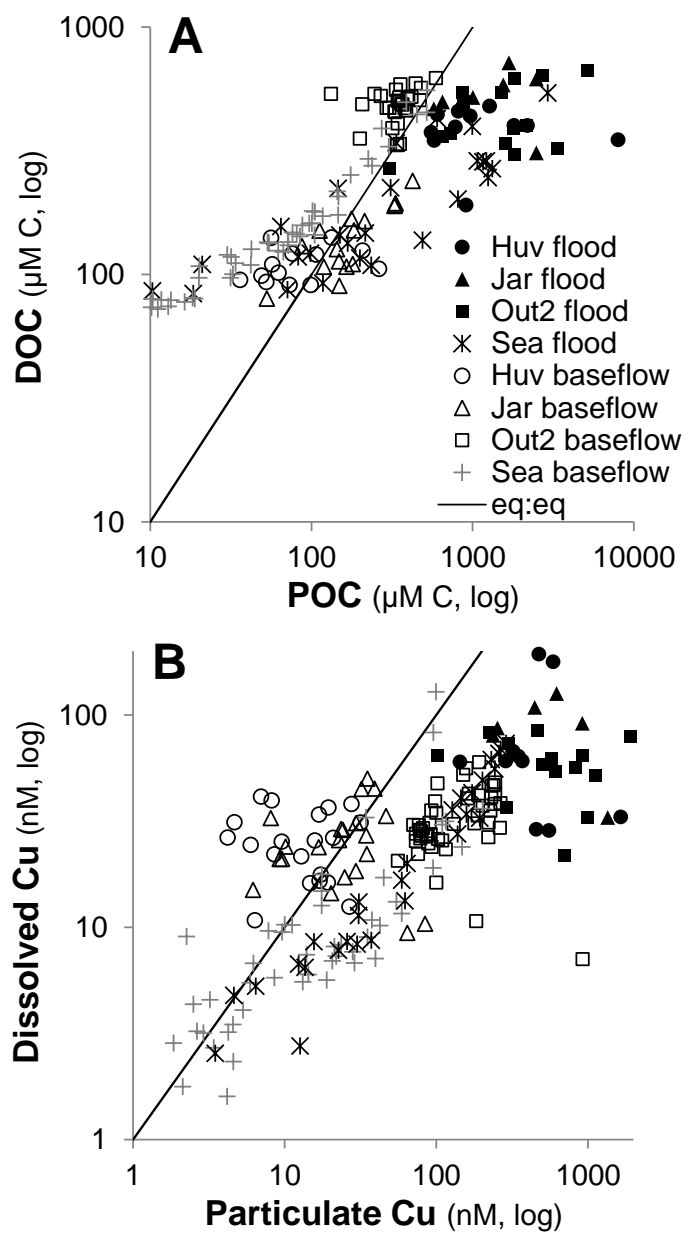 A
1000
100
10
DOC (µM C, log)
Huv flood
Jar flood
Out2 flood
Sea flood
Huv baseflow
Jar baseflow
Out2 baseflow
Sea baseflow
eq:eq
10 100 1000 10000
POC (µM C, log)
B
100
10
1
Dissolved Cu (nM, log)
1 10 100 1000
Particulate Cu (nM, log)